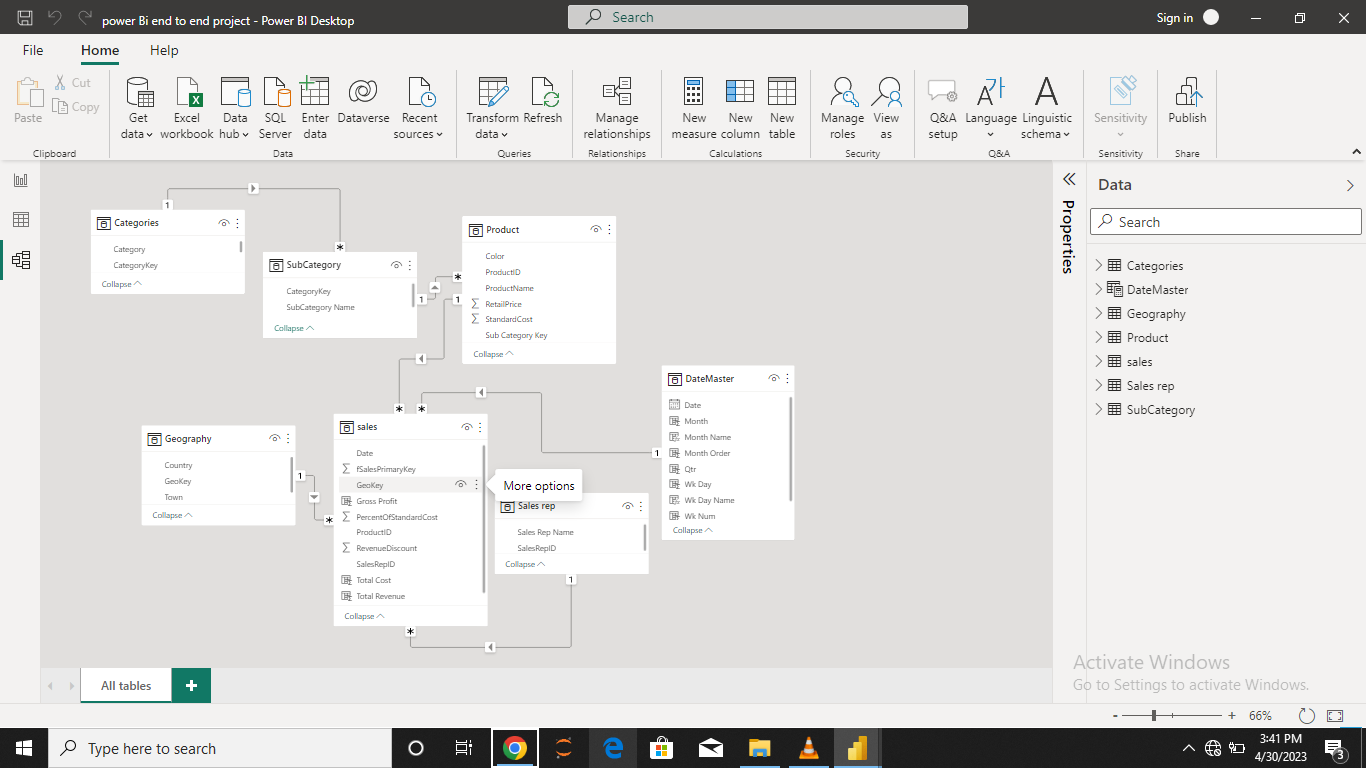 power Bi end to end project - Power BI Desktop
Search
Sign in
File
Home
Help
Paste
Cut
Copy
Clipboard
Get data
Excel workbook
Data hub
SQL Server
Enter data
Dataverse
Recent sources
Data
Transform data
Refresh
Queries
Manage relationships
Relationships
New measure
New column
New table
Calculations
Manage roles
View as
Security
Q&A setup
Language
Linguistic schema
Q&A
Sensitivity
Sensitivity
Publish
Share
1
Categories
Category
CategoryKey
Collapse
*
SubCategory
CategoryKey
SubCategory Name
Collapse
1
*
1
Product
Color
ProductID
ProductName
RetailPrice
StandardCost
Sub Category Key
Collapse
DateMaster
Date
Month
Month Name
Month Order
Qtr
Wk Day
Wk Day Name
Wk Num
Collapse
1
*
*
Geography
Country
GeoKey
Town
Collapse
1
*
sales
Date
fSalesPrimaryKey
GeoKey
Gross Profit
PercentOfStandardCost
ProductID
RevenueDiscount
SalesRepID
Total Cost
Total Revenue
Collapse
*
More options
Sales rep
Sales Rep Name
SalesRepID
Collapse
1
Properties
Data
Search
Categories
DateMaster
Geography
Product
sales
Sales rep
SubCategory
Activate Windows
Go to Settings to activate Windows.
All tables
+
- + 66%
Type here to search
3:41 PM
4/30/2023
3